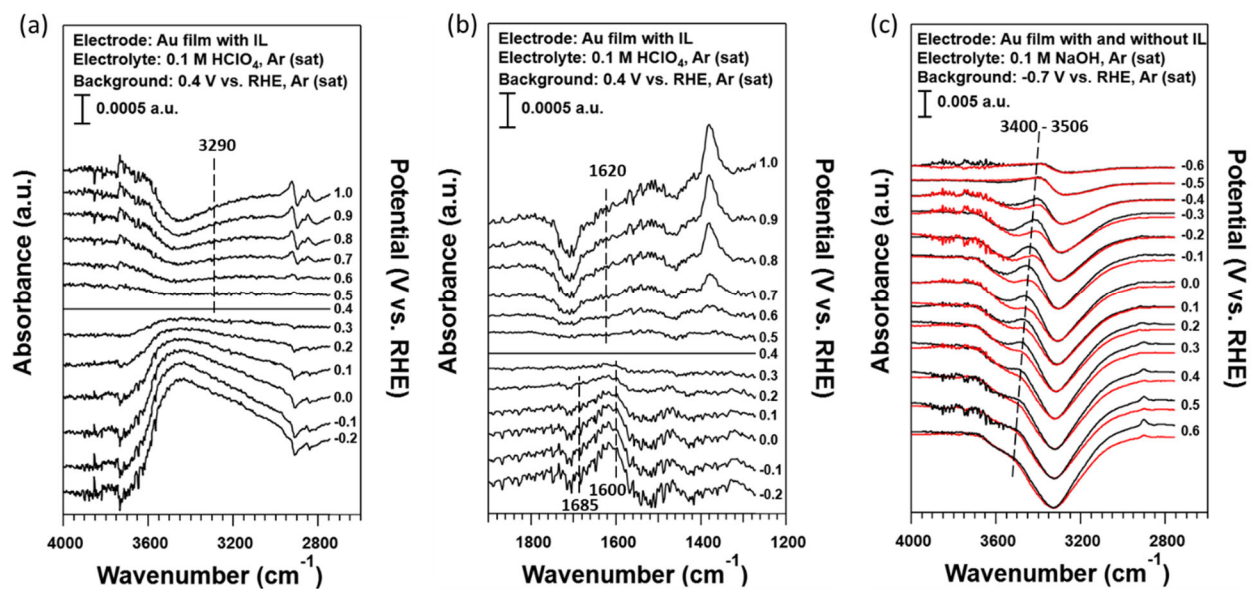 (a)
Electrode: Au film with IL
Electrolyte: 0.1 M HClO4, Ar (sat)
Background: 0.4 V vs. RHE, Ar (sat)
0.0005 a.u.
3290
1.0
0.9
0.8
0.7
0.6
0.5
0.4
0.3
0.2
0.1
0.0
-0.1
-0.2
Absorbance (a.u.)
Potential (V vs. RHE)
4000 3600 3200 2800
Wavenumber (cm-1)
(b)
Electrode: Au film with IL
Electrolyte: 0.1 M HClO4, Ar (sat)
Background: 0.4 V vs. RHE, Ar (sat)
0.0005 a.u.
1620
1.0
0.9
0.8
0.7
0.6
0.5
0.4
0.3
0.2
0.1
0.0
-0.1
-0.2
1600
1685
Absorbance (a.u.)
Potential (V vs. RHE)
1800 1600 1400 1200
Wavenumber (cm-1)
(c)
Electrode: Au film with and without IL
Electrolyte: 0.1 M NaOH, Ar (sat)
Background: -0.7 V vs. RHE, Ar (sat)
0.005 a.u.
3400 - 3506
-0.6
-0.5
-0.4
-0.3
-0.2
-0.1
0.0
0.1
0.2
0.3
0.4
0.5
0.6
Absorbance (a.u.)
Potential (V vs. RHE)
4000 3600 3200 2800
Wavenumber (cm-1)